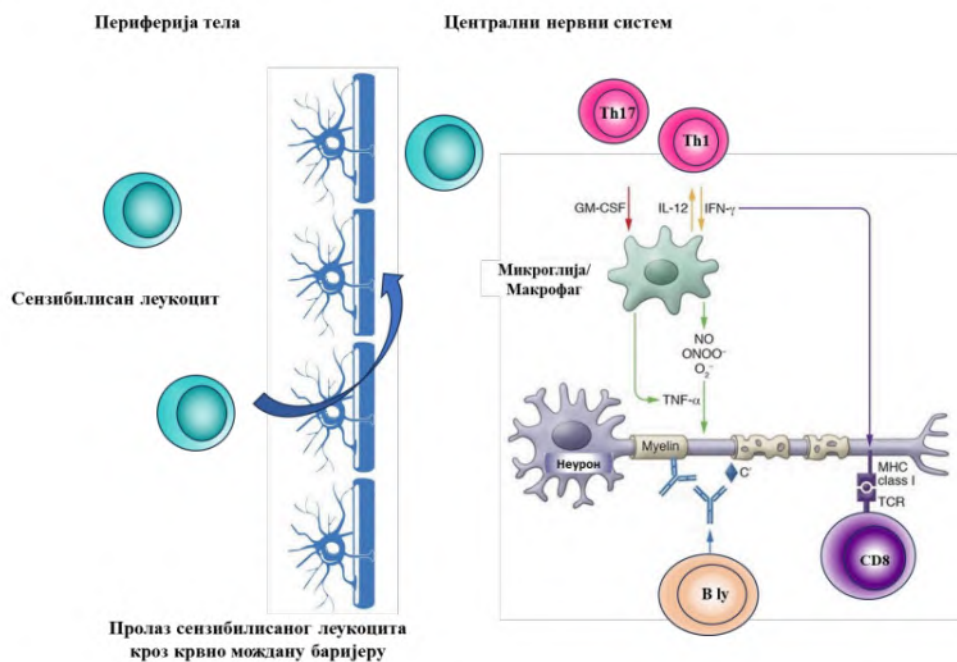 Периферија тела
Централни нервни систем
Th17
Th1
GM-CSF
IL-12
IFN-γ
Сензибилисан леукоцит
Микроглија/
Макрофаг
NO
ONOO⁻
O₂⁻
TNF-α
Myelin
Неурон
C'
MHC
class I
TCR
CD8
B ly
Пролаз сензибилисаног леукоцита
кроз крвно мождану баријеру